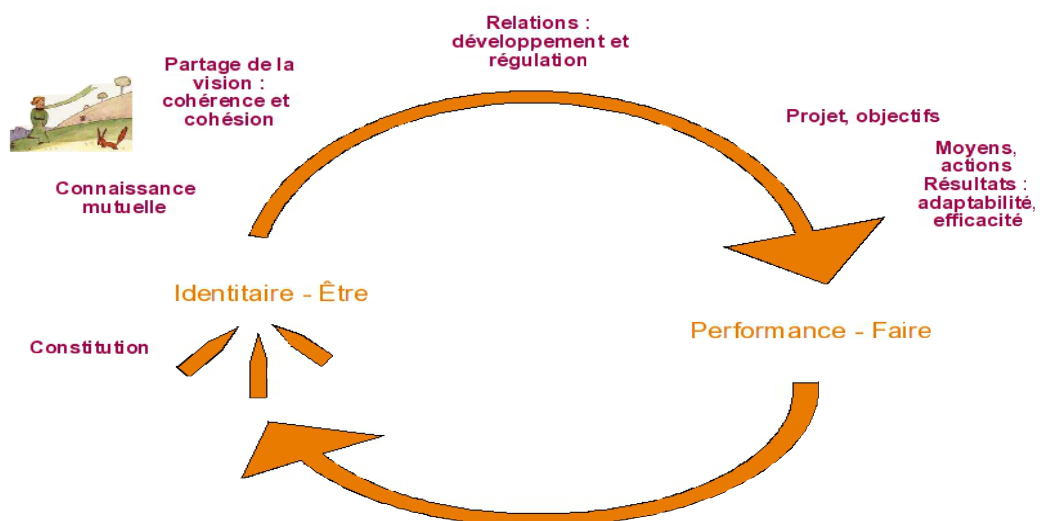 Relations :
développement et
régulation
Partage de la
vision :
cohérence et
cohésion
Projet, objectifs
Moyens,
actions
Résultats :
adaptabilité,
efficacité
Connaissance
mutuelle
Identitaire - Être
Performance - Faire
Constitution